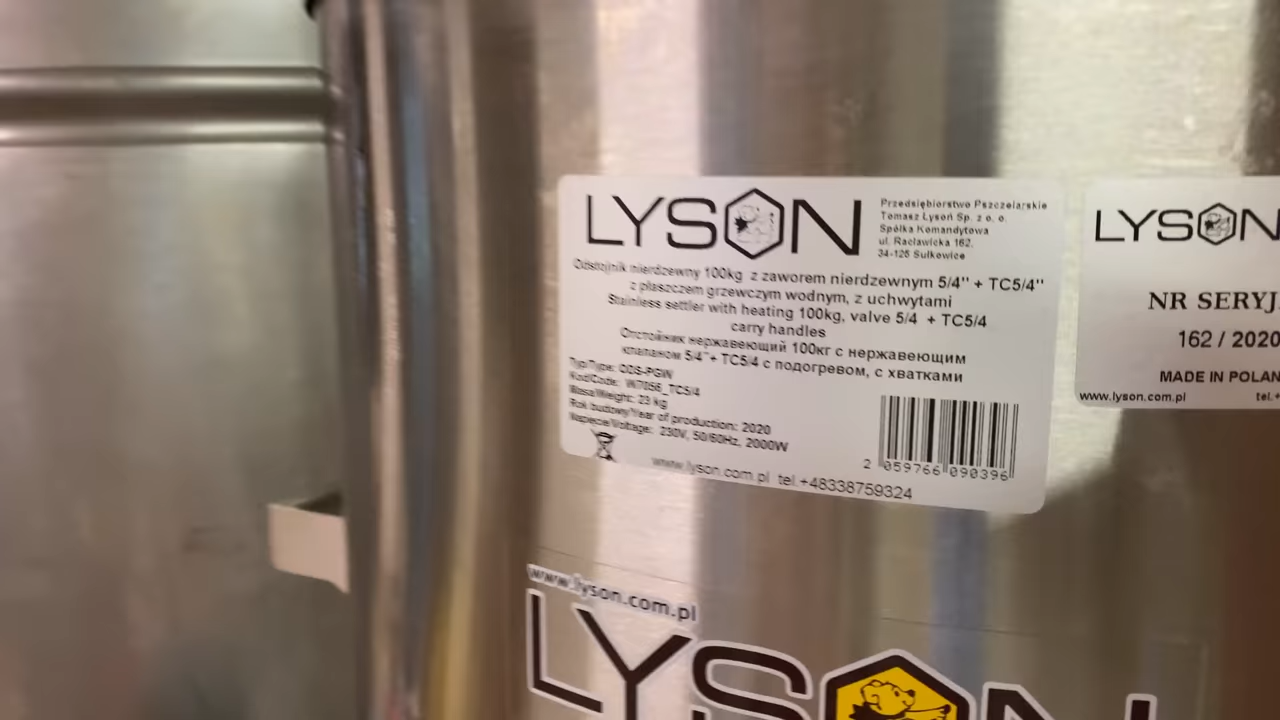 LYSON
Przedsiębiorstwo Pszczelarskie
Tomasz Łysoń Sp. z o. o.
Spółka Komandytowa
ul. Racławicka 162.
34-125 Sułkowice
Odstojnik nierdzewny 100kg z zaworem nierdzewnym 5/4'' + TC5/4''
z płaszczem grzewczym wodnym, z uchwytami
Stainless settler with heating 100kg, valve 5/4 + TC5/4
carry handles
Отстойник нержавеющий 100кг с нержавеющим
клапаном 5/4''+ TC5/4 с подогревом, с хватками
Typ/Type: ODS-PGW
Kod/Code: W7056_TC5/4
Masa/Weight: 23 kg
Rok budowy/Year of production: 2020
Napięcie/Voltage: 230V, 50/60Hz, 2000W
2 059766 090396
www.lyson.com.pl tel.+48338759324
LYSON
NR SERYJ
162 / 2020
MADE IN POLAN
www.lyson.com.pl tel.+
www.lyson.com.pl
LYSON